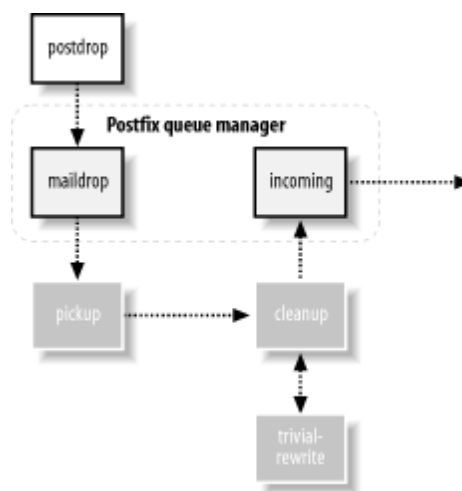 postdrop
Postfix queue manager
maildrop
incoming
pickup
cleanup
trivial-
rewrite